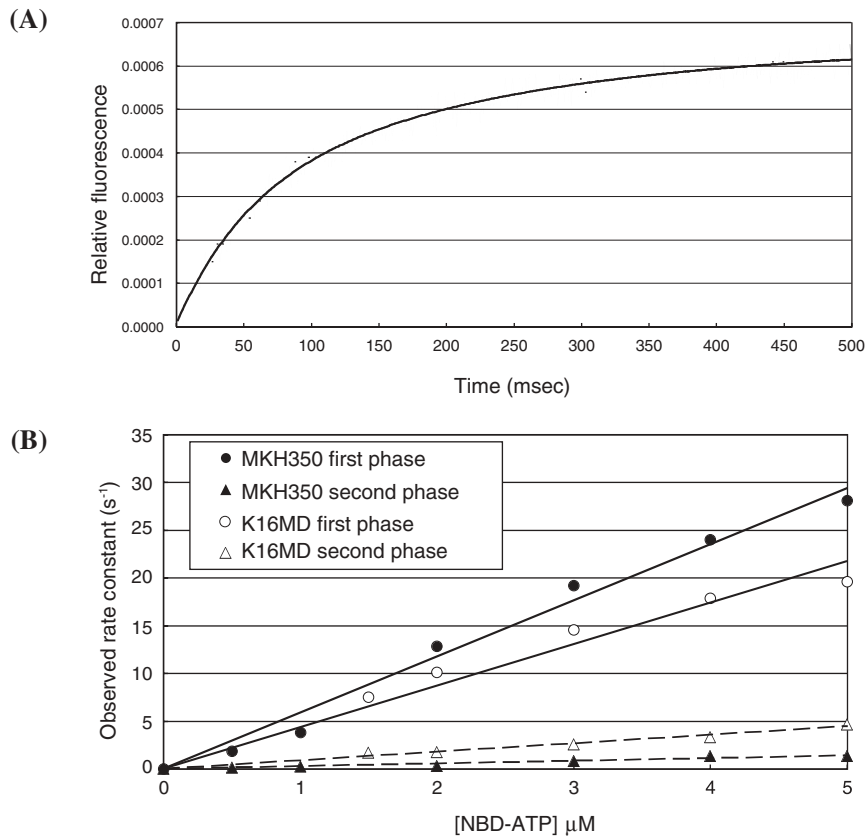 (A)
0.0007
0.0006
0.0005
0.0004
0.0003
0.0002
0.0001
0.0000
Relative fluorescence
0 50 100 150 200 250 300 350 400 450 500
Time (msec)
(B)
35
30
25
20
15
10
5
0
Observed rate constant (s⁻¹)
MKH350 first phase
MKH350 second phase
K16MD first phase
K16MD second phase
0 1 2 3 4 5
[NBD-ATP] μM